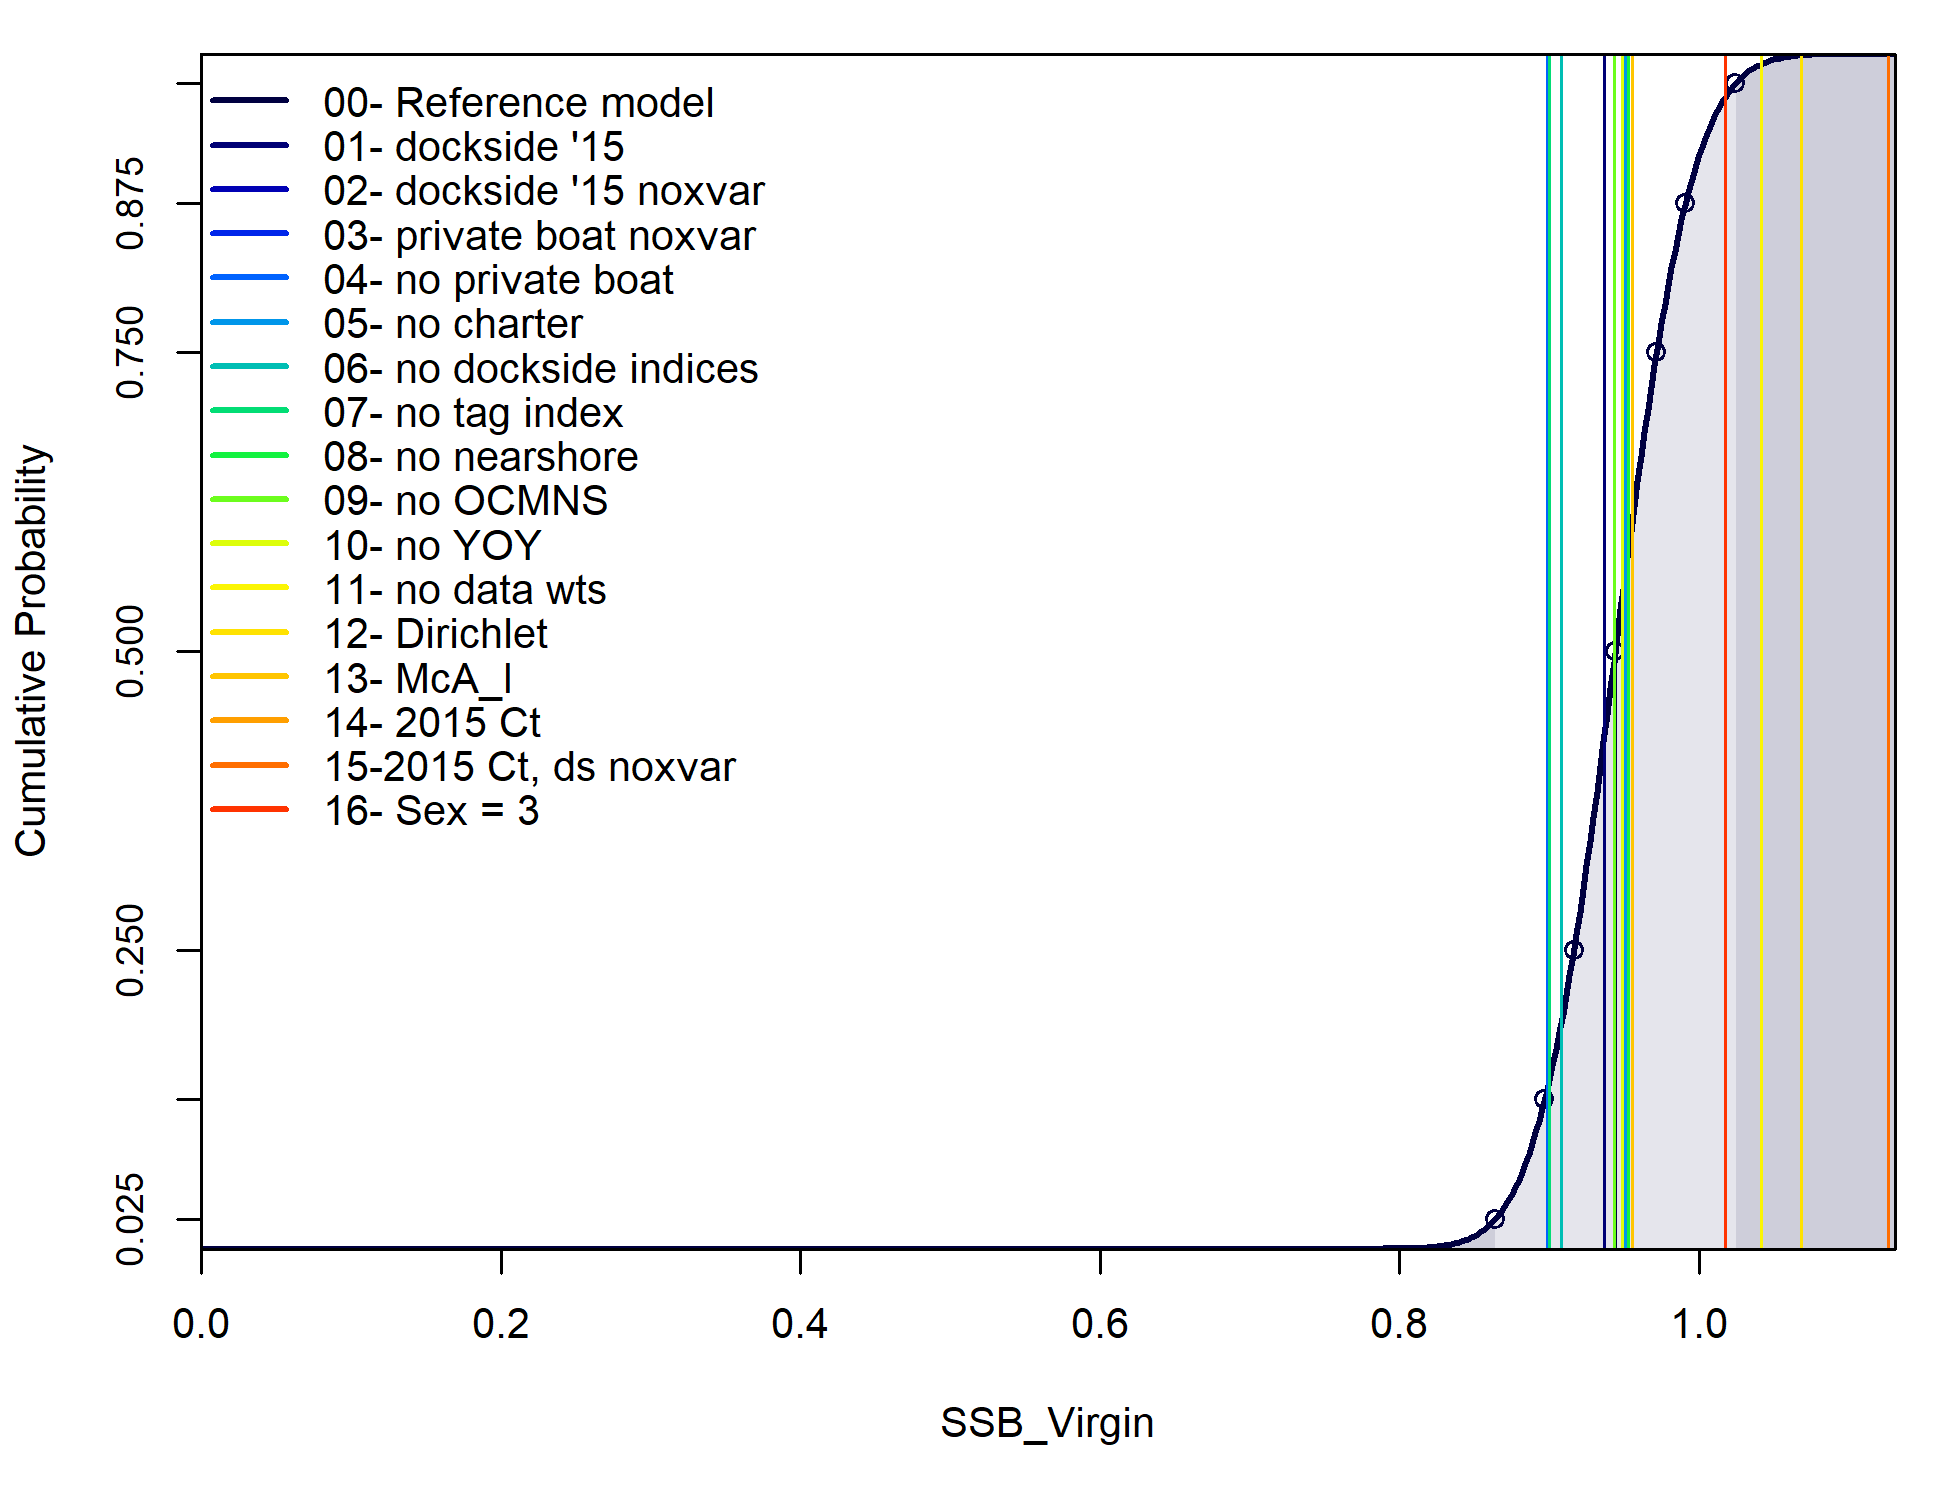 00- Reference model
01- dockside '15
02- dockside '15 noxvar
03- private boat noxvar
04- no private boat
05- no charter
06- no dockside indices
07- no tag index
08- no nearshore
09- no OCMNS
10- no YOY
11- no data wts
12- Dirichlet
13- McA_I
14- 2015 Ct
15-2015 Ct, ds noxvar
16- Sex = 3
Cumulative Probability
0.875
0.750
0.500
0.250
0.025
0.0 0.2 0.4 0.6 0.8 1.0
SSB_Virgin